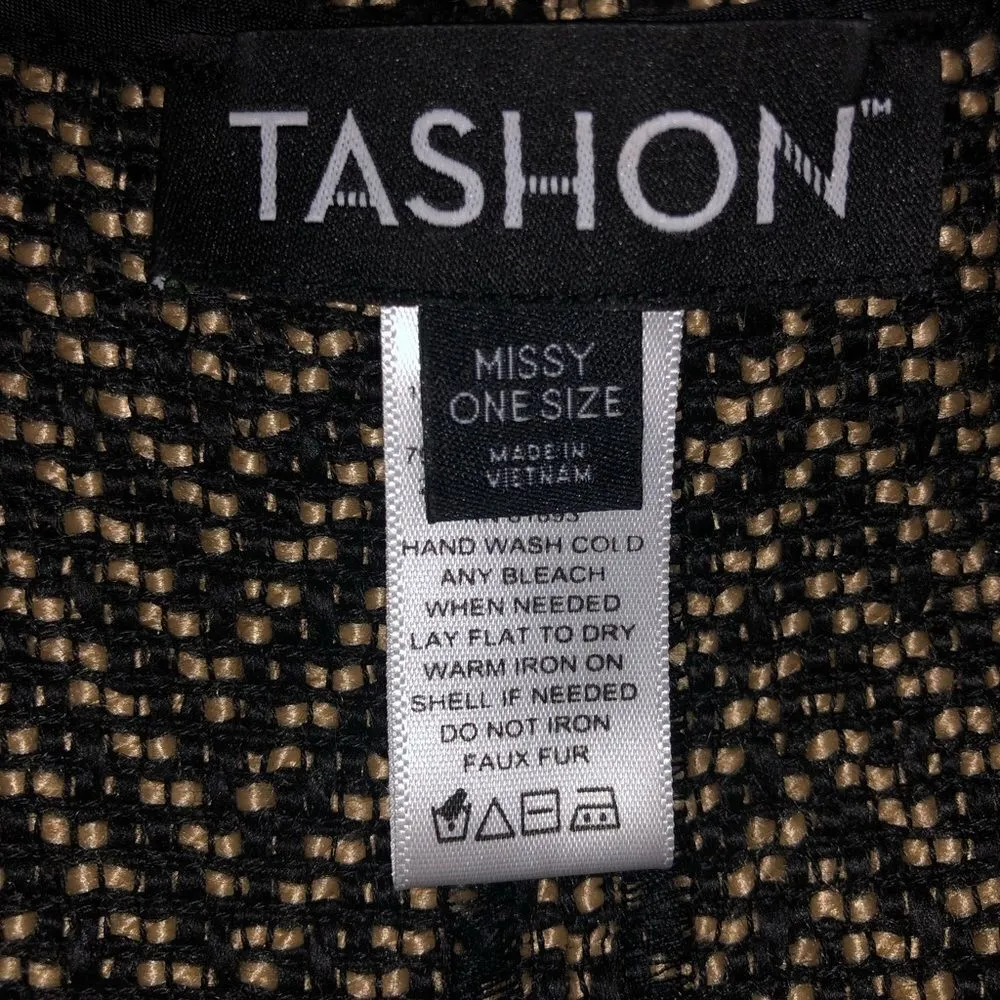 TASHON™
MISSY
ONE SIZE
MADE IN
VIETNAM
HAND WASH COLD
ANY BLEACH
WHEN NEEDED
LAY FLAT TO DRY
WARM IRON ON
SHELL IF NEEDED
DO NOT IRON
FAUX FUR